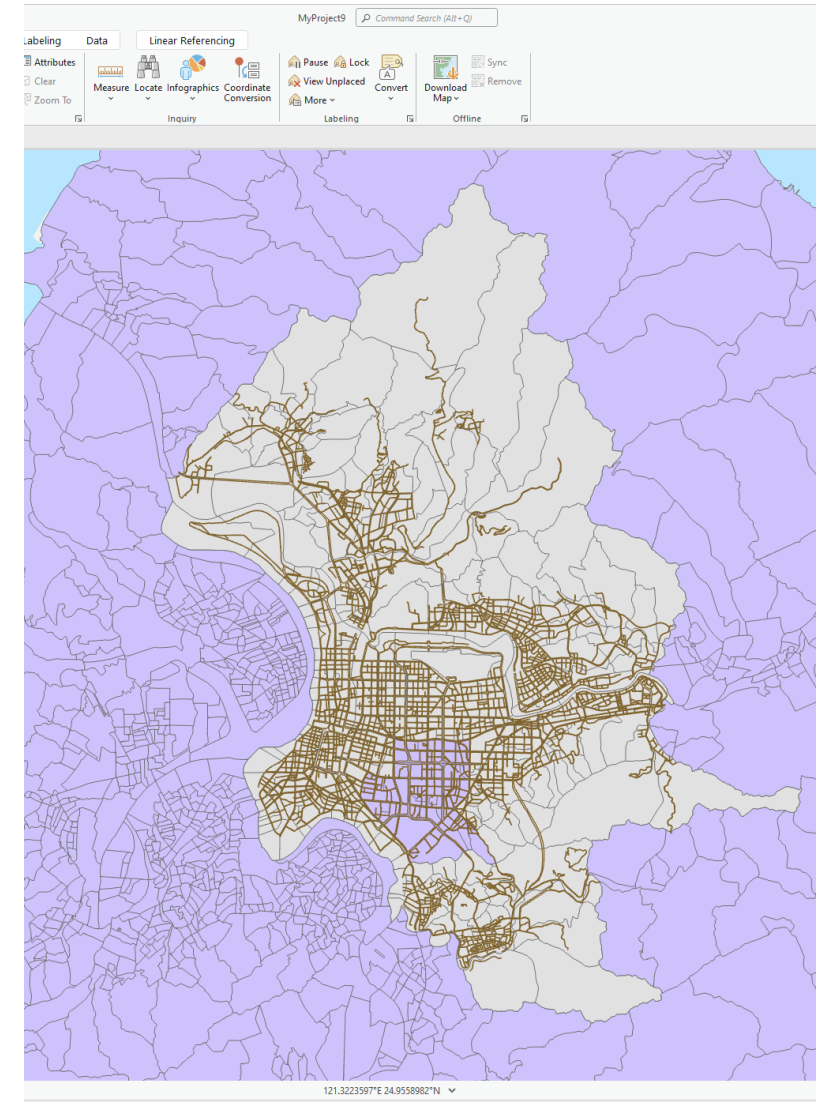 MyProject9 Command Search (Alt+Q)
Labeling Data Linear Referencing
Attributes
Clear
Zoom To
Measure Locate Infographics Coordinate Conversion
Inquiry
Pause Lock
View Unplaced
More
Convert
Labeling
Download Map
Sync
Remove
Offline
121.3223597°E 24.9558982°N